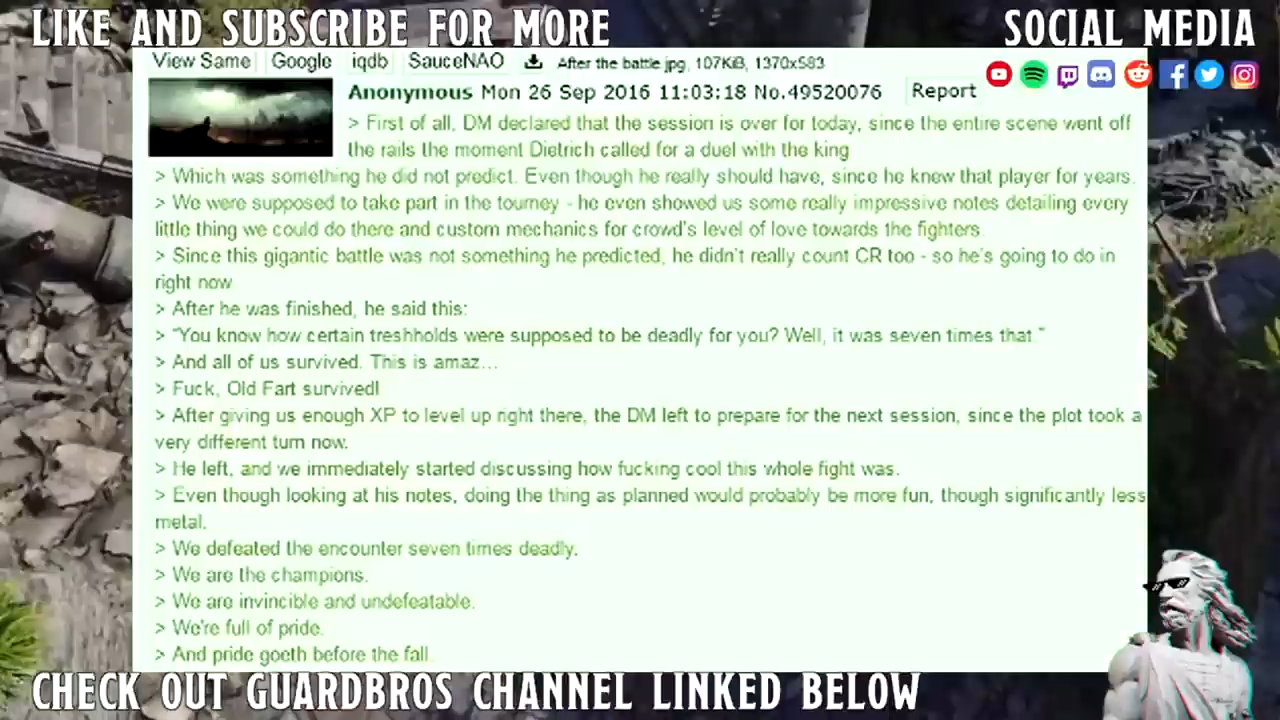 LIKE AND SUBSCRIBE FOR MORE
SOCIAL MEDIA
View Same Google iqdb SauceNAO After the battle.jpg, 107KiB, 1370x583
Anonymous Mon 26 Sep 2016 11:03:18 No.49520076 Report
> First of all, DM declared that the session is over for today, since the entire scene went off
the rails the moment Dietrich called for a duel with the king
> Which was something he did not predict. Even though he really should have, since he knew that player for years.
> We were supposed to take part in the tourney - he even showed us some really impressive notes detailing every
little thing we could do there and custom mechanics for crowd's level of love towards the fighters.
> Since this gigantic battle was not something he predicted, he didn't really count CR too - so he's going to do in
right now
> After he was finished, he said this:
> "You know how certain treshholds were supposed to be deadly for you? Well, it was seven times that."
> And all of us survived. This is amaz...
> Fuck, Old Fart survived!
> After giving us enough XP to level up right there, the DM left to prepare for the next session, since the plot took a
very different turn now.
> He left, and we immediately started discussing how fucking cool this whole fight was.
> Even though looking at his notes, doing the thing as planned would probably be more fun, though significantly less
metal.
> We defeated the encounter seven times deadly.
> We are the champions.
> We are invincible and undefeatable.
> We're full of pride.
> And pride goeth before the fall.
CHECK OUT GUARDBROS CHANNEL LINKED BELOW